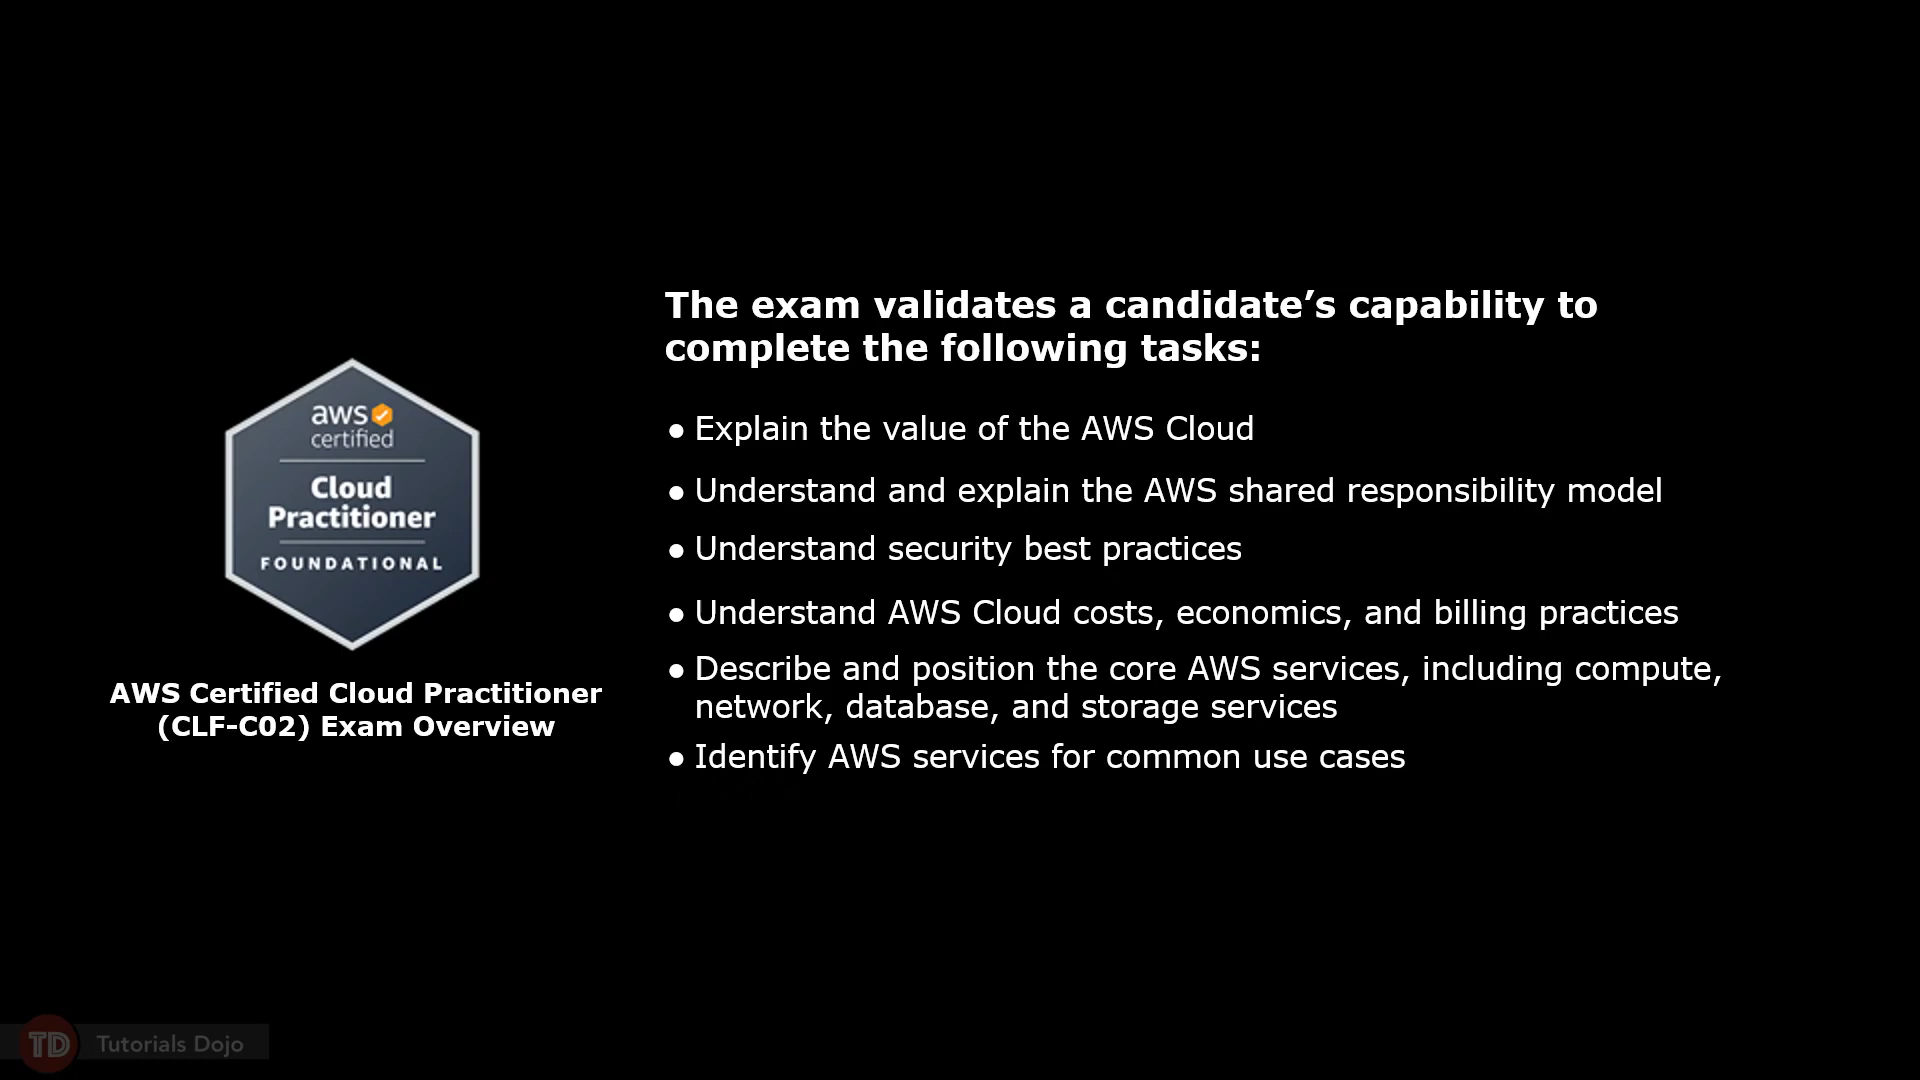 aws
certified
Cloud
Practitioner
FOUNDATIONAL
AWS Certified Cloud Practitioner
(CLF-C02) Exam Overview
The exam validates a candidate’s capability to
complete the following tasks:
● Explain the value of the AWS Cloud
● Understand and explain the AWS shared responsibility model
● Understand security best practices
● Understand AWS Cloud costs, economics, and billing practices
● Describe and position the core AWS services, including compute,
network, database, and storage services
● Identify AWS services for common use cases
TD Tutorials Dojo